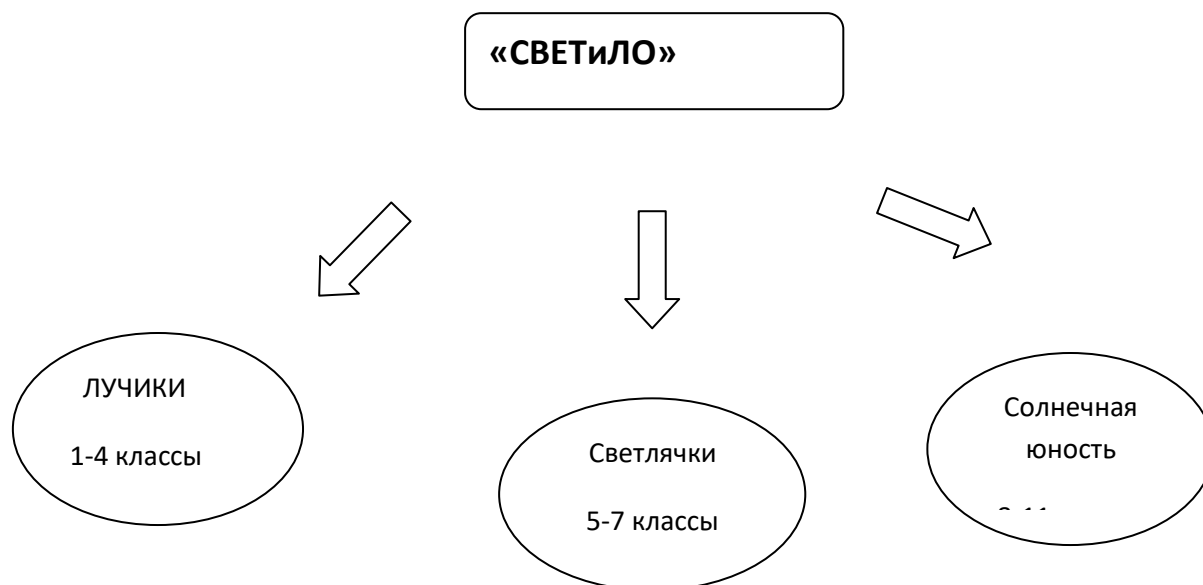 «СВЕТиЛО»
ЛУЧИКИ
1-4 классы
Светлячки
5-7 классы
Солнечная
юность